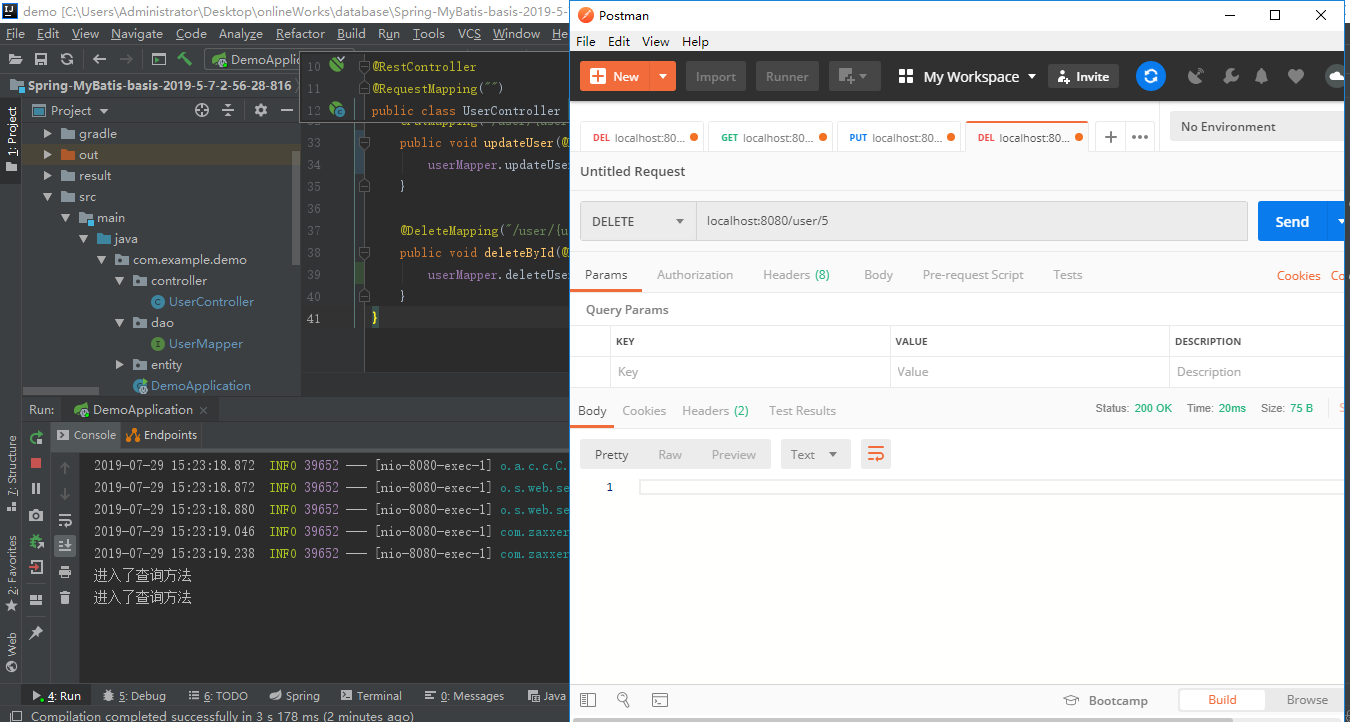 demo [C:\Users\Administrator\Desktop\onlineWorks\database\Spring-MyBatis-basis-2019-5-
File Edit View Navigate Code Analyze Refactor Build Run Tools VCS Window He
DemoApplic
Spring-MyBatis-basis-2019-5-7-2-56-28-816
1: Project
Project
gradle
out
result
src
main
java
com.example.demo
controller
UserController
dao
UserMapper
entity
DemoApplication
10 @RestController
11 @RequestMapping("")
12 public class UserController
33 public void updateUser(@
34 userMapper.updateUse
35 }
36
37 @DeleteMapping("/user/{u
38 public void deleteById(@
39 userMapper.deleteUse
40 }
41 }
Run: DemoApplication
Console Endpoints
2019-07-29 15:23:18.872 INFO 39652 --- [nio-8080-exec-1] o.a.c.c.C.
2019-07-29 15:23:18.872 INFO 39652 --- [nio-8080-exec-1] o.s.web.se
2019-07-29 15:23:18.880 INFO 39652 --- [nio-8080-exec-1] o.s.web.se
2019-07-29 15:23:19.046 INFO 39652 --- [nio-8080-exec-1] com.zaxxer
2019-07-29 15:23:19.238 INFO 39652 --- [nio-8080-exec-1] com.zaxxer
进入了查询方法
进入了查询方法
7: Structure
2: Favorites
Web
4: Run 5: Debug 6: TODO Spring Terminal 0: Messages Java
Compilation completed successfully in 3 s 178 ms (2 minutes ago)
Postman
File Edit View Help
New Import Runner My Workspace Invite
DEL localhost:80... GET localhost:80... PUT localhost:80... DEL localhost:80... No Environment
Untitled Request
DELETE localhost:8080/user/5 Send
Params Authorization Headers (8) Body Pre-request Script Tests Cookies Co
Query Params
KEY VALUE DESCRIPTION
Key Value Description
Body Cookies Headers (2) Test Results Status: 200 OK Time: 20ms Size: 75 B S
Pretty Raw Preview Text
1
Bootcamp Build Browse